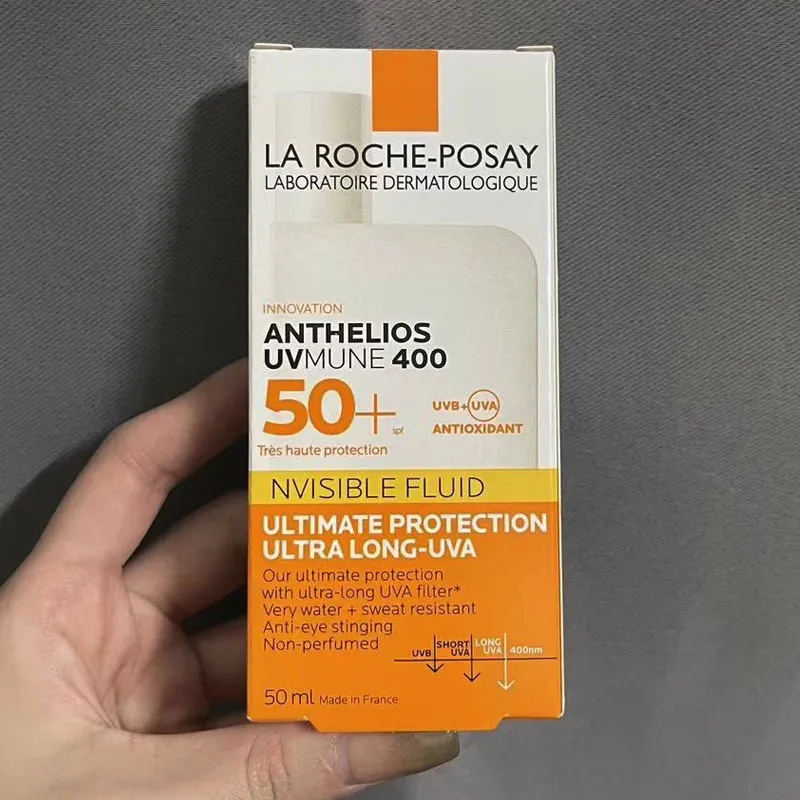 LA ROCHE-POSAY
LABORATOIRE DERMATOLOGIQUE
INNOVATION
ANTHELIOS
UVMUNE 400
50+
spf
UVB+UVA
ANTIOXIDANT
Très haute protection
NVISIBLE FLUID
ULTIMATE PROTECTION
ULTRA LONG-UVA
Our ultimate protection
with ultra-long UVA filter*
Very water + sweat resistant
Anti-eye stinging
Non-perfumed
UVB
SHORT
UVA
LONG
UVA
400nm
50 ml Made in France